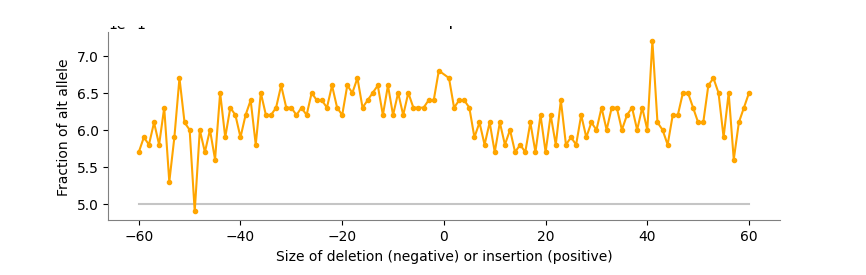 7.0
6.5
6.0
5.5
5.0
Fraction of alt allele
−60 −40 −20 0 20 40 60
Size of deletion (negative) or insertion (positive)